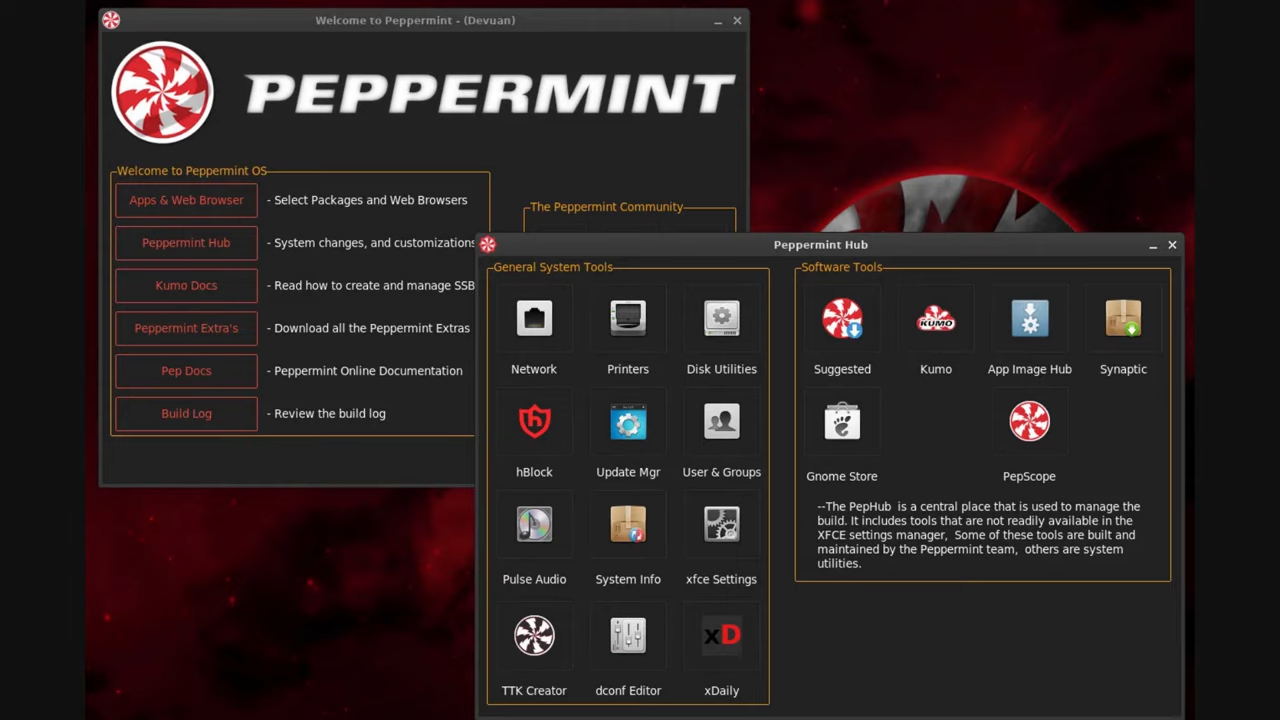 Welcome to Peppermint - (Devuan)
PEPPERMINT
Welcome to Peppermint OS
Apps & Web Browser - Select Packages and Web Browsers
Peppermint Hub - System changes, and customizations
Kumo Docs - Read how to create and manage SSB
Peppermint Extra's - Download all the Peppermint Extras
Pep Docs - Peppermint Online Documentation
Build Log - Review the build log
The Peppermint Community
Peppermint Hub
General System Tools
Network Printers Disk Utilities
h
hBlock Update Mgr User & Groups
Pulse Audio System Info xfce Settings
xD
TTK Creator dconf Editor xDaily
Software Tools
KUMO
Suggested Kumo App Image Hub Synaptic
Gnome Store PepScope
--The PepHub is a central place that is used to manage the
build. It includes tools that are not readily available in the
XFCE settings manager, Some of these tools are built and
maintained by the Peppermint team, others are system
utilities.